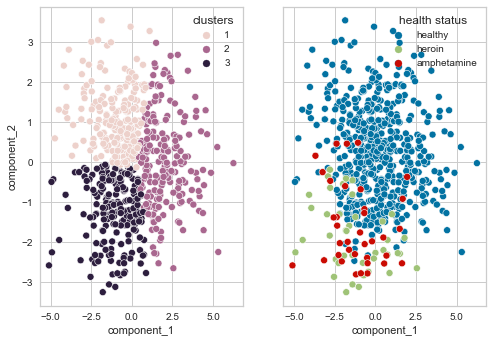 clusters
1
2
3
health status
healthy
heroin
amphetamine
3
2
1
0
−1
−2
−3
component_2
−5.0
−2.5
0.0
2.5
5.0
component_1
−5.0
−2.5
0.0
2.5
5.0
component_1